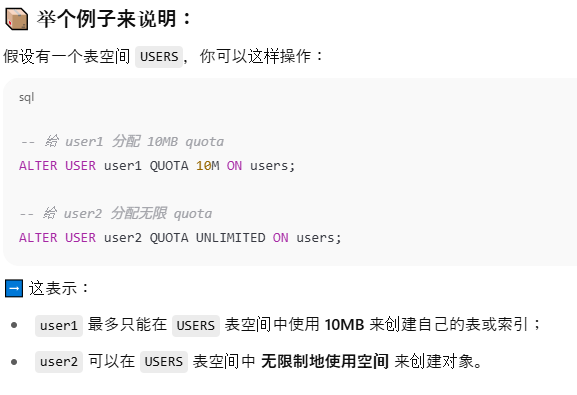 举个例子来说明：
假设有一个表空间 USERS，你可以这样操作：
sql
-- 给 user1 分配 10MB quota
ALTER USER user1 QUOTA 10M ON users;
-- 给 user2 分配无限 quota
ALTER USER user2 QUOTA UNLIMITED ON users;
这表示：
• user1 最多只能在 USERS 表空间中使用 10MB 来创建自己的表或索引；
• user2 可以在 USERS 表空间中 无限制地使用空间 来创建对象。